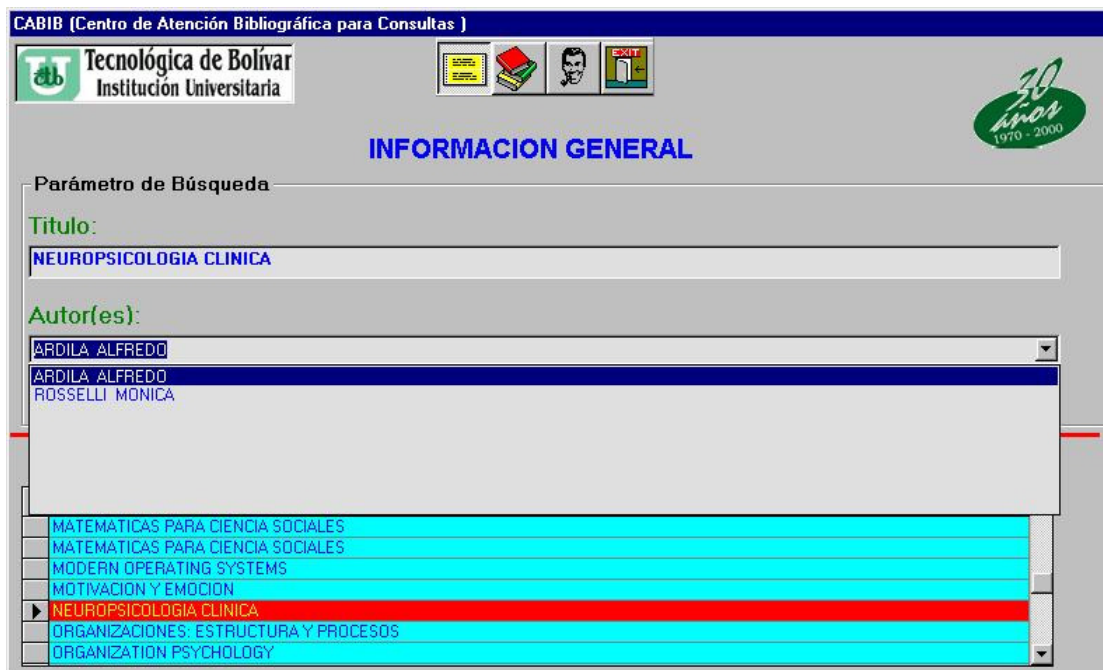 CABIB (Centro de Atención Bibliográfica para Consultas )
utb
Tecnológica de Bolívar
Institución Universitaria
EXIT
30
años
1970 - 2000
INFORMACION GENERAL
Parámetro de Búsqueda
Titulo:
NEUROPSICOLOGIA CLINICA
Autor(es):
ARDILA ALFREDO
ARDILA ALFREDO
ROSSELLI MONICA
MATEMATICAS PARA CIENCIA SOCIALES
MATEMATICAS PARA CIENCIA SOCIALES
MODERN OPERATING SYSTEMS
MOTIVACION Y EMOCION
NEUROPSICOLOGIA CLINICA
ORGANIZACIONES: ESTRUCTURA Y PROCESOS
ORGANIZATION PSYCHOLOGY